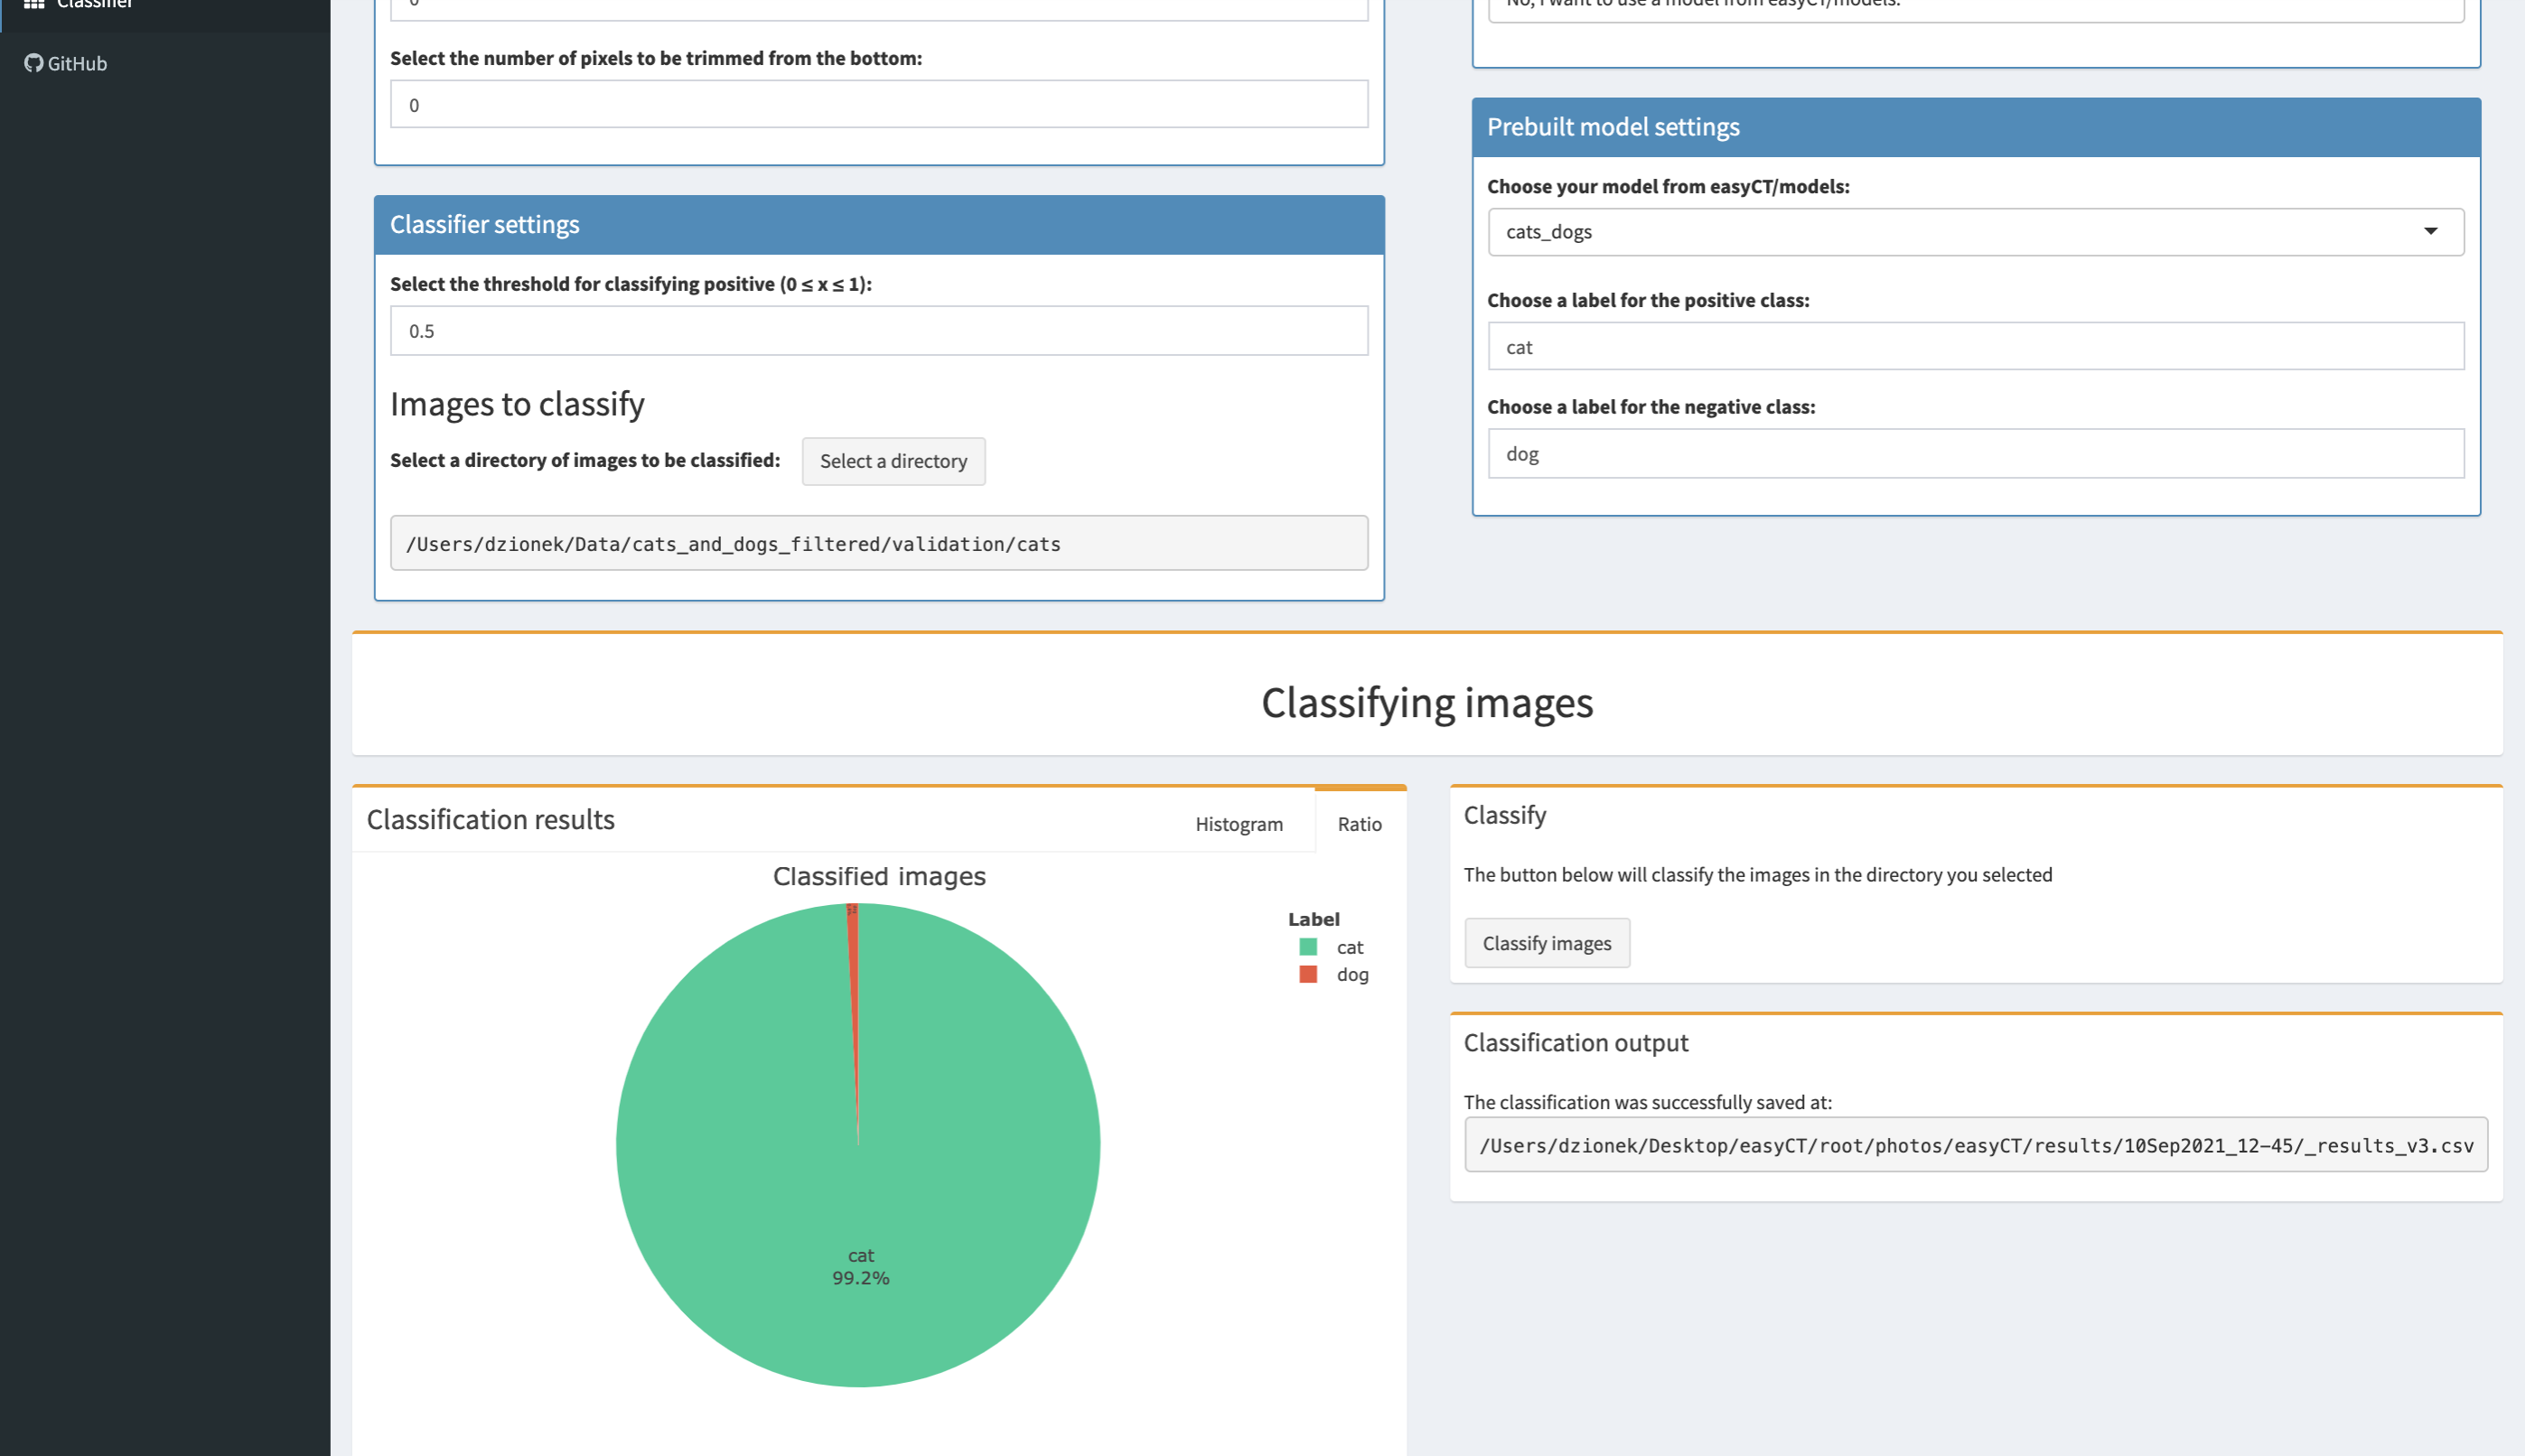 Classifier
GitHub
0
Select the number of pixels to be trimmed from the bottom:
0
Classifier settings
Select the threshold for classifying positive (0 ≤ x ≤ 1):
0.5
Images to classify
Select a directory of images to be classified:
Select a directory
/Users/dzionek/Data/cats_and_dogs_filtered/validation/cats
No, I want to use a model from easyCT/models.
Prebuilt model settings
Choose your model from easyCT/models:
cats_dogs
Choose a label for the positive class:
cat
Choose a label for the negative class:
dog
Classifying images
Classification results
Histogram
Ratio
Classified images
Label
cat
dog
cat
99.2%
Classify
The button below will classify the images in the directory you selected
Classify images
Classification output
The classification was successfully saved at:
/Users/dzionek/Desktop/easyCT/root/photos/easyCT/results/10Sep2021_12-45/_results_v3.csv